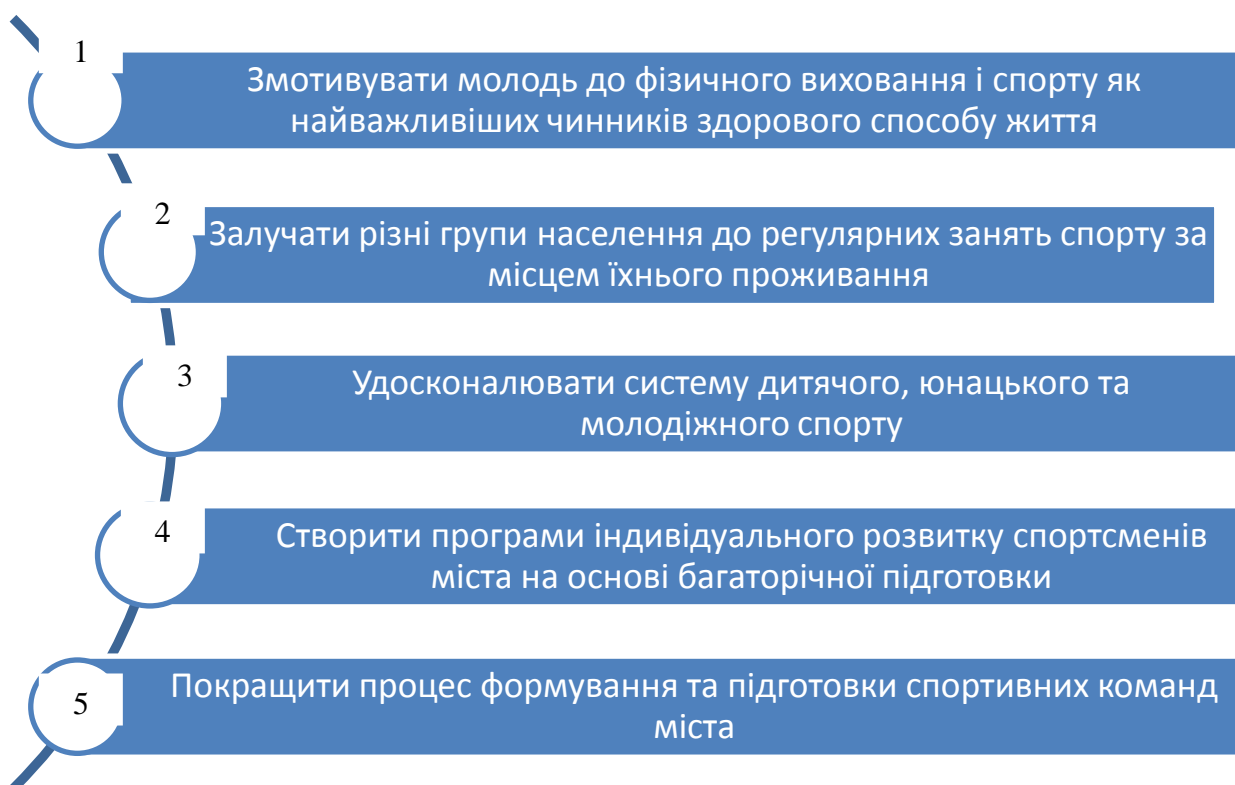 1
Змотивувати молодь до фізичного виховання і спорту як
найважливіших чинників здорового способу життя
2
Залучати різні групи населення до регулярних занять спорту за
місцем їхнього проживання
3
Удосконалювати систему дитячого, юнацького та
молодіжного спорту
4
Створити програми індивідуального розвитку спортсменів
міста на основі багаторічної підготовки
5
Покращити процес формування та підготовки спортивних команд
міста